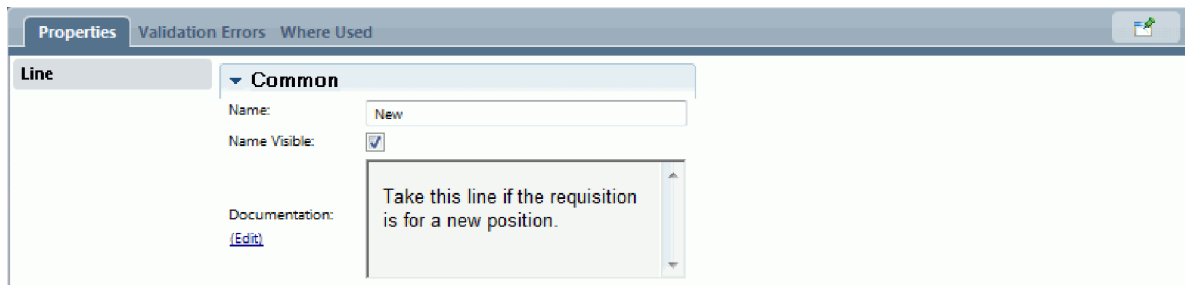 Properties Validation Errors Where Used
Line
Common
Name: New
Name Visible:
Documentation:
(Edit)
Take this line if the requisition
is for a new position.